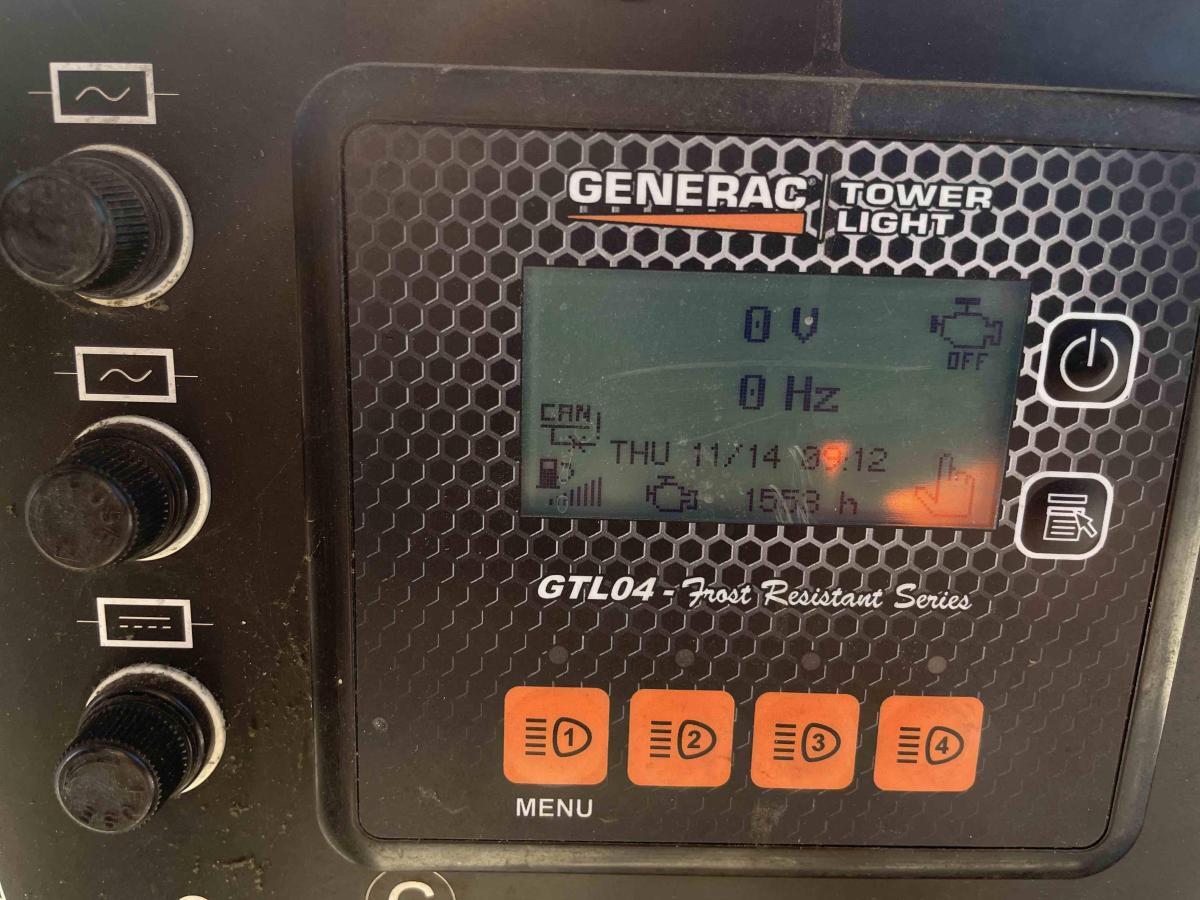 GENERAC
TOWER
LIGHT
0 V
OFF
0 Hz
CAN
THU 11/14 09:12
1553 h
GTL04 - Frost Resistant Series
1
2
3
4
MENU